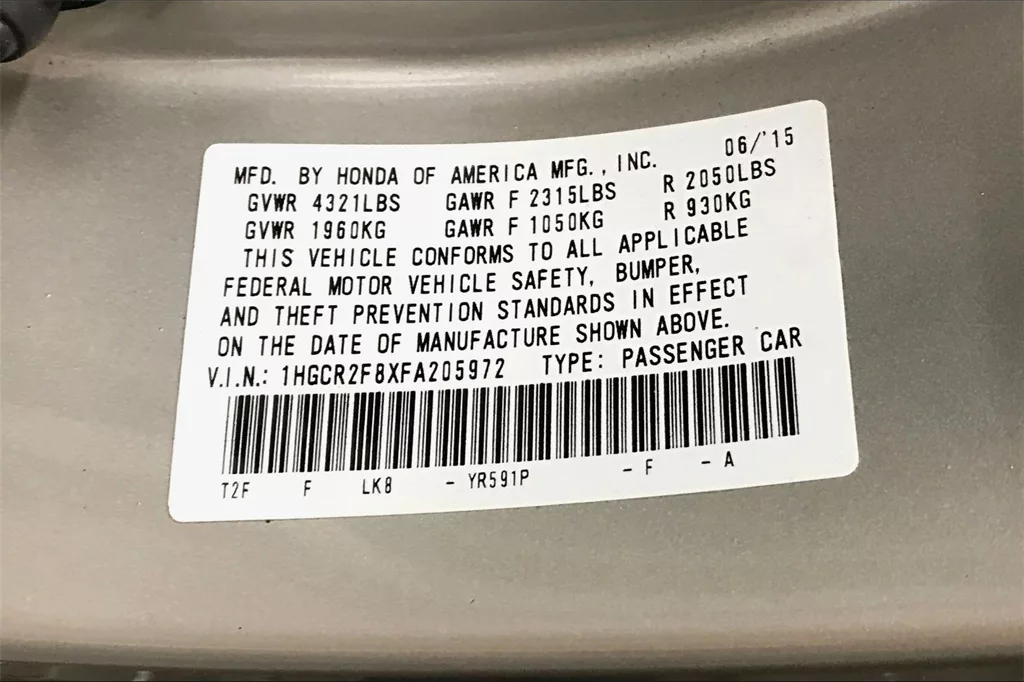 MFD. BY HONDA OF AMERICA MFG., INC. 06/'15
GVWR 4321LBS GAWR F 2315LBS R 2050LBS
GVWR 1960KG GAWR F 1050KG R 930KG
THIS VEHICLE CONFORMS TO ALL APPLICABLE
FEDERAL MOTOR VEHICLE SAFETY, BUMPER,
AND THEFT PREVENTION STANDARDS IN EFFECT
ON THE DATE OF MANUFACTURE SHOWN ABOVE.
V.I.N.: 1HGCR2F8XFA205972 TYPE: PASSENGER CAR
T2F F LK8 - YR591P - F - A